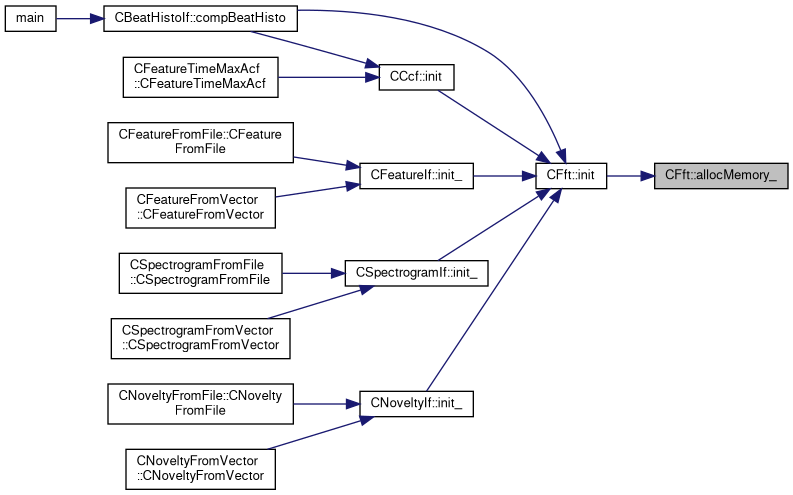 main
CBeatHistoIf::compBeatHisto
CFeatureTimeMaxAcf
::CFeatureTimeMaxAcf
CCcf::init
CFeatureFromFile::CFeature
FromFile
CFeatureIf::init_
CFft::init
CFft::allocMemory_
CFeatureFromVector
::CFeatureFromVector
CSpectrogramFromFile
::CSpectrogramFromFile
CSpectrogramIf::init_
CSpectrogramFromVector
::CSpectrogramFromVector
CNoveltyFromFile::CNovelty
FromFile
CNoveltyIf::init_
CNoveltyFromVector
::CNoveltyFromVector